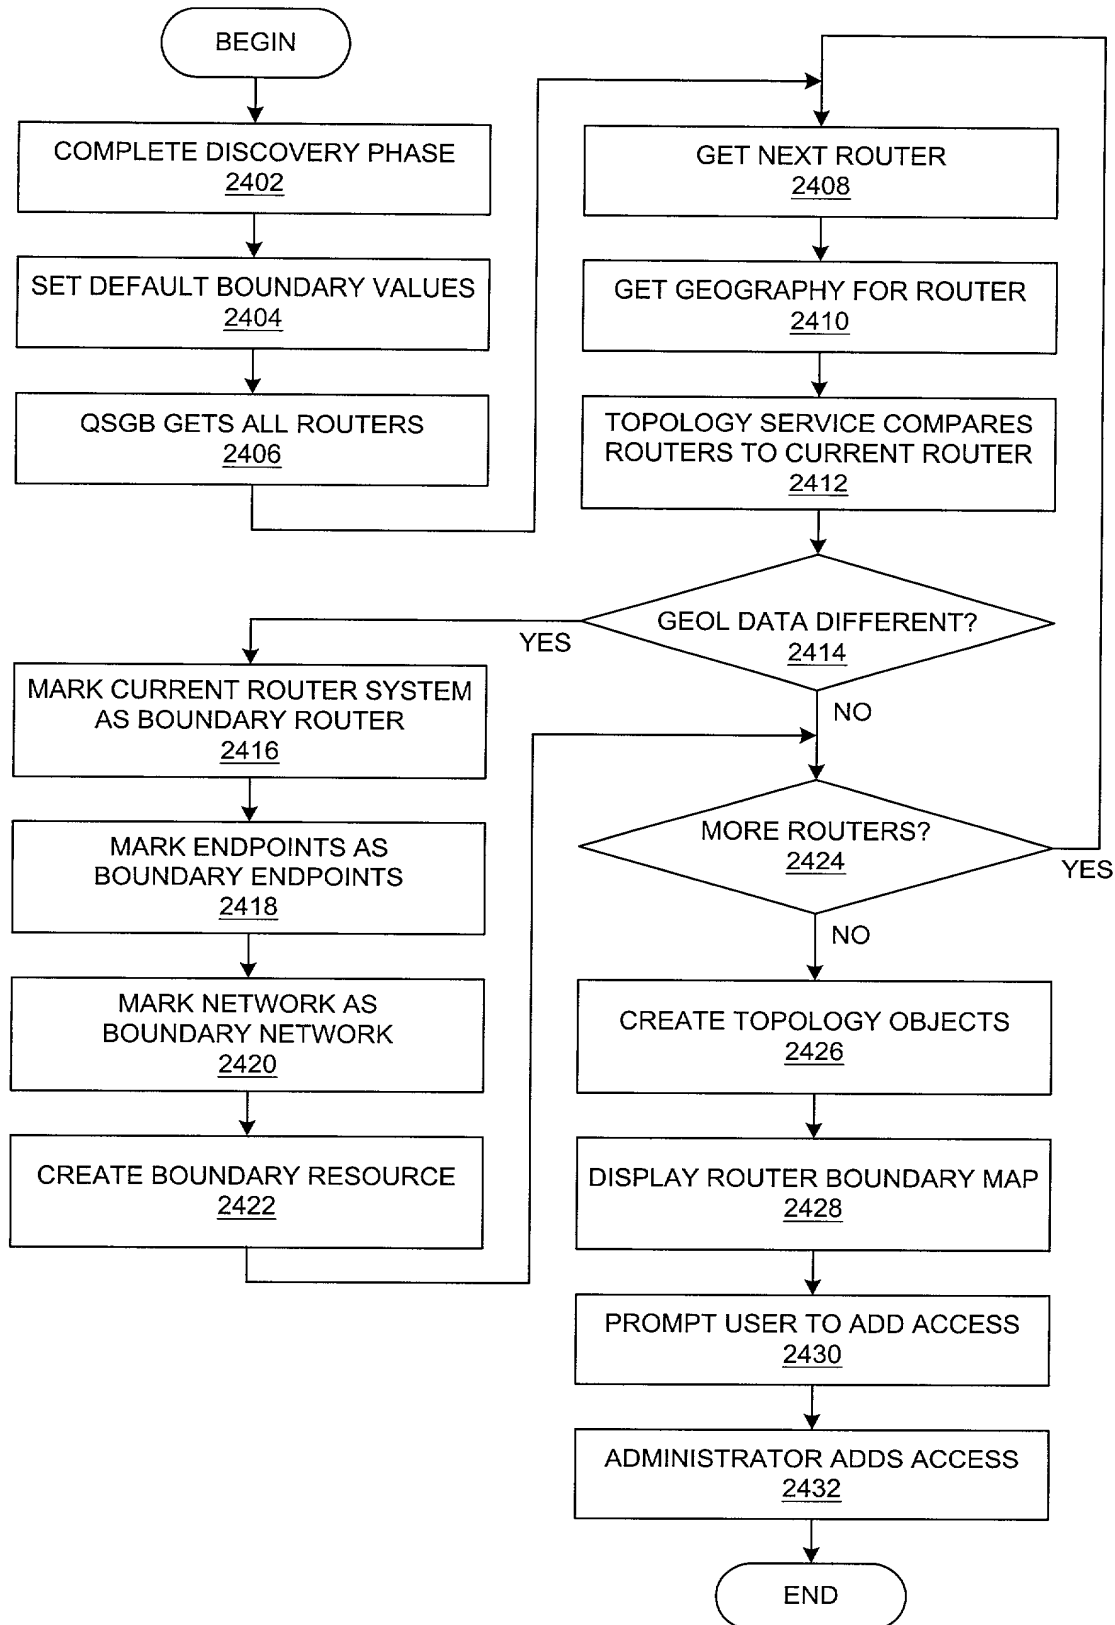 BEGIN
COMPLETE DISCOVERY PHASE
2402
SET DEFAULT BOUNDARY VALUES
2404
QSGB GETS ALL ROUTERS
2406
GET NEXT ROUTER
2408
GET GEOGRAPHY FOR ROUTER
2410
TOPOLOGY SERVICE COMPARES
ROUTERS TO CURRENT ROUTER
2412
GEOL DATA DIFFERENT?
2414
YES
NO
MARK CURRENT ROUTER SYSTEM
AS BOUNDARY ROUTER
2416
MARK ENDPOINTS AS
BOUNDARY ENDPOINTS
2418
MARK NETWORK AS
BOUNDARY NETWORK
2420
CREATE BOUNDARY RESOURCE
2422
MORE ROUTERS?
2424
YES
NO
CREATE TOPOLOGY OBJECTS
2426
DISPLAY ROUTER BOUNDARY MAP
2428
PROMPT USER TO ADD ACCESS
2430
ADMINISTRATOR ADDS ACCESS
2432
END